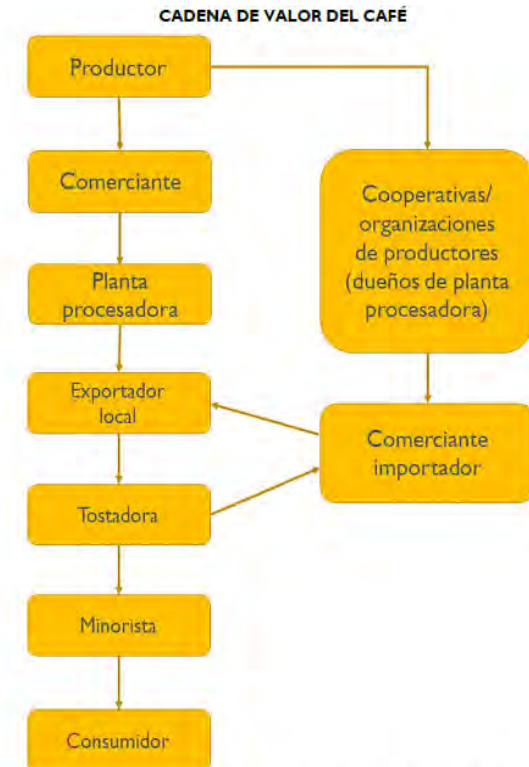 CADENA DE VALOR DEL CAFÉ
Productor
Comerciante
Planta
procesadora
Exportador
local
Tostadora
Minorista
Consumidor
Cooperativas/
organizaciones
de productores
(dueños de planta
procesadora)
Comerciante
importador